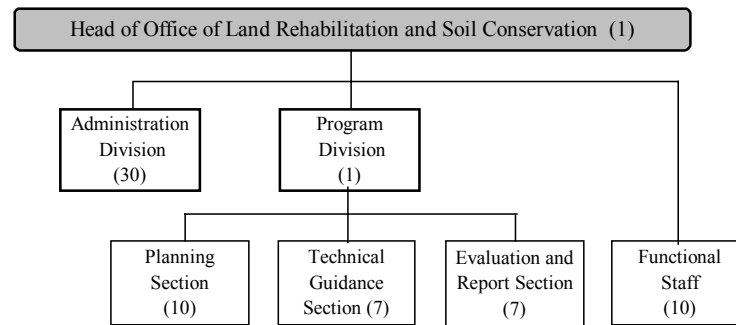 Head of Office of Land Rehabilitation and Soil Conservation (1)
Administration
Division
(30)
Program
Division
(1)
Planning
Section
(10)
Technical
Guidance
Section (7)
Evaluation and
Report Section
(7)
Functional
Staff
(10)